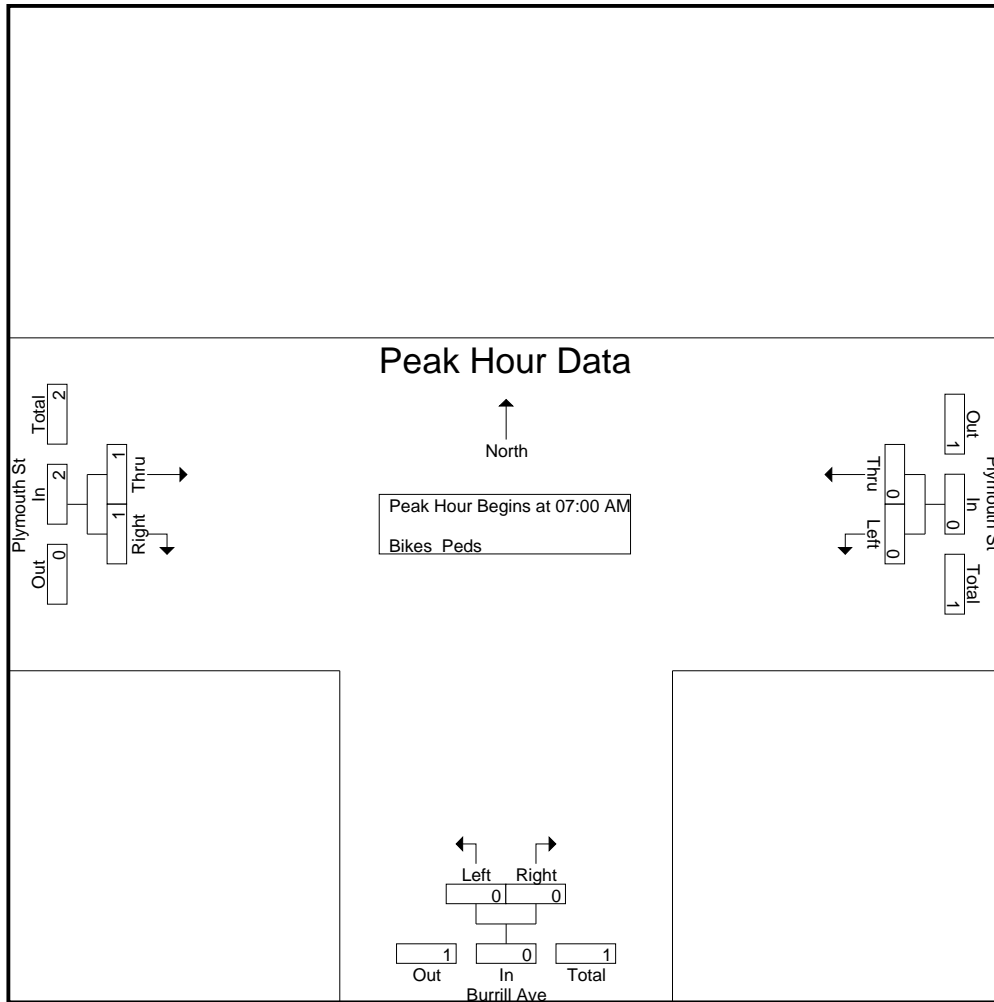 Peak Hour Data
North
Peak Hour Begins at 07:00 AM
Bikes Peds
Plymouth St
Total
2
In
2
Out
0
Thru
1
Right
1
Plymouth St
Out
1
In
0
Total
1
Thru
0
Left
0
Left Right
0 0
1 0 1
Out In Total
Burrill Ave